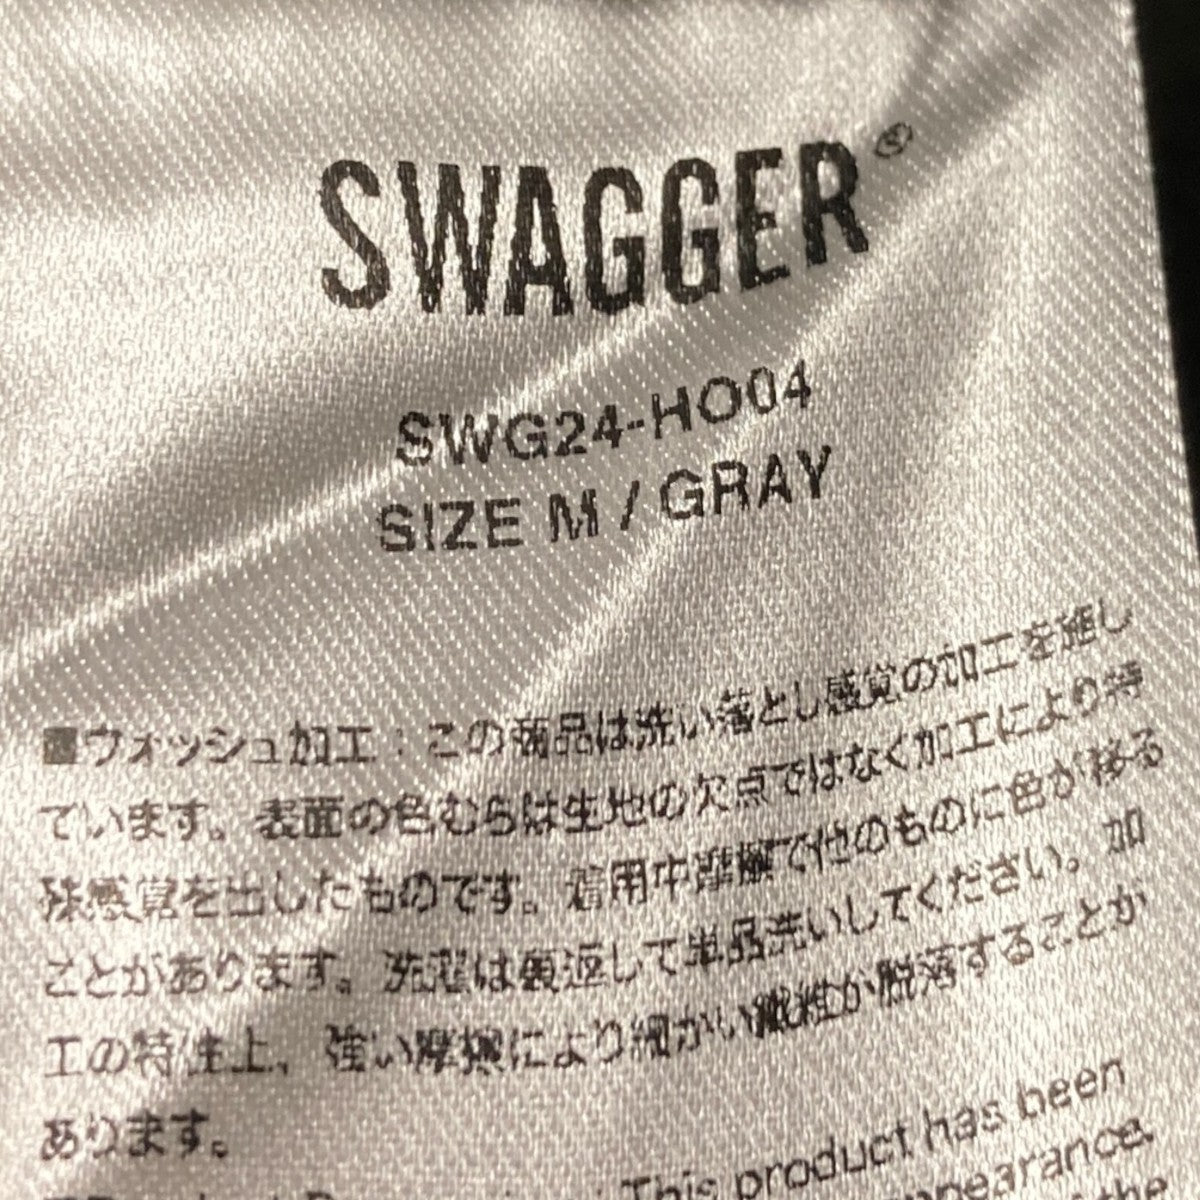 SWAGGER®
SWG24-HO04
SIZE M / GRAY
■ウォッシュ加工：この商品は洗い落とし感覚の加工を施し
ています。表面の色むらは生地の欠点ではなく加工により特
殊感覚を出したものです。着用中摩擦で他のものに色が移る
ことがあります。洗濯は裏返して単品洗いしてください。加
工の特性上、強い摩擦により細かい繊維が脱落することが
あります。
This product has been
appearance.
the